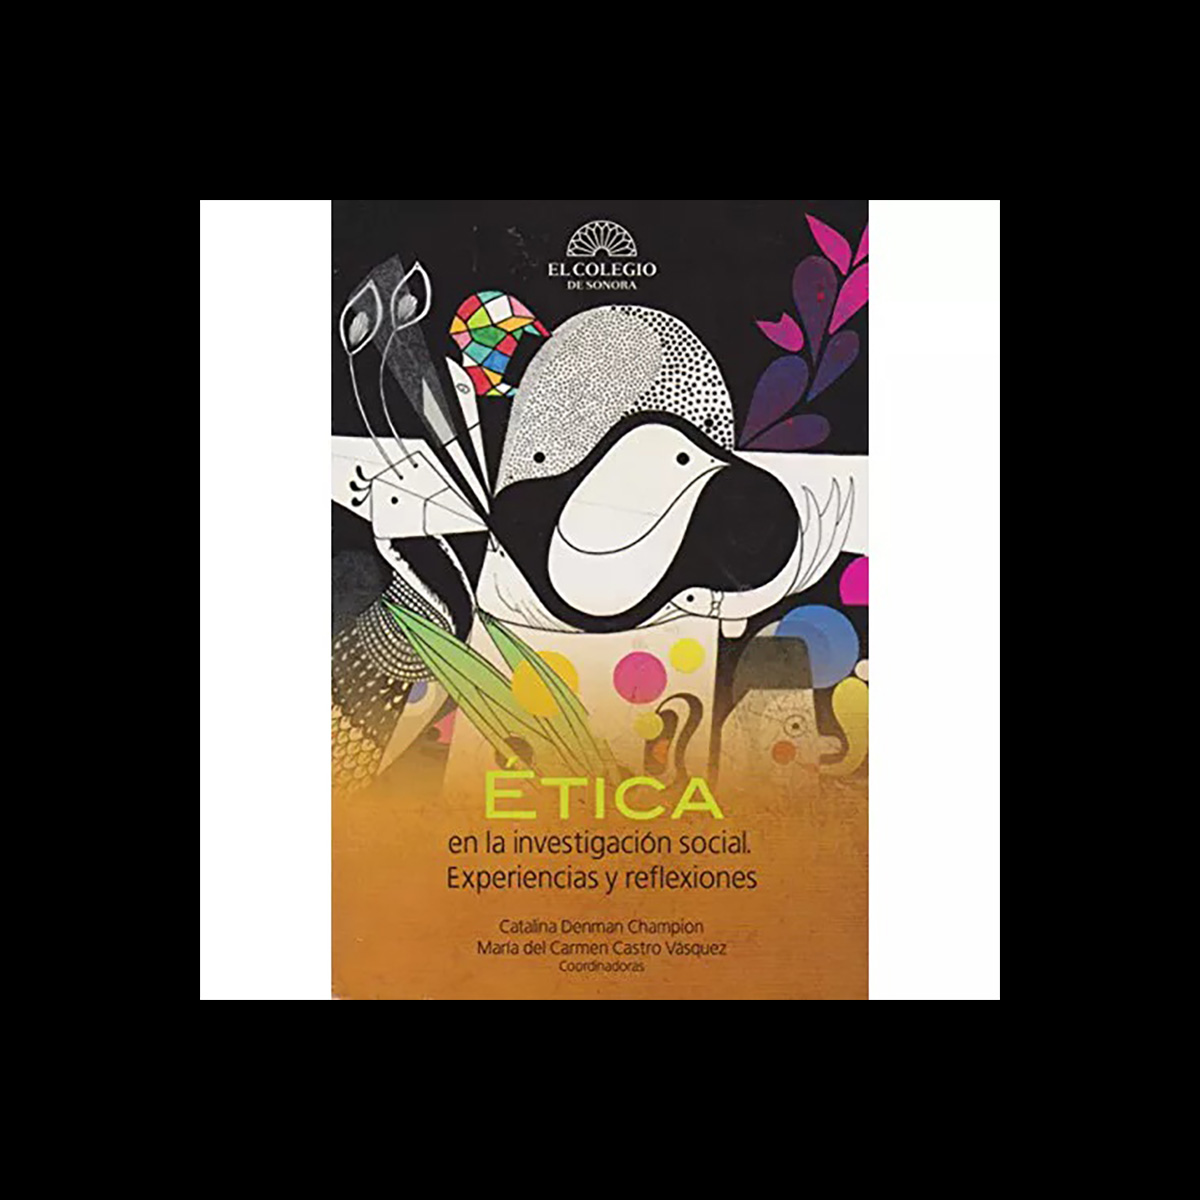 EL COLEGIO
DE SONORA
ÉTICA
en la investigación social.
Experiencias y reflexiones
Catalina Denman Champion
María del Carmen Castro Vásquez
Coordinadoras